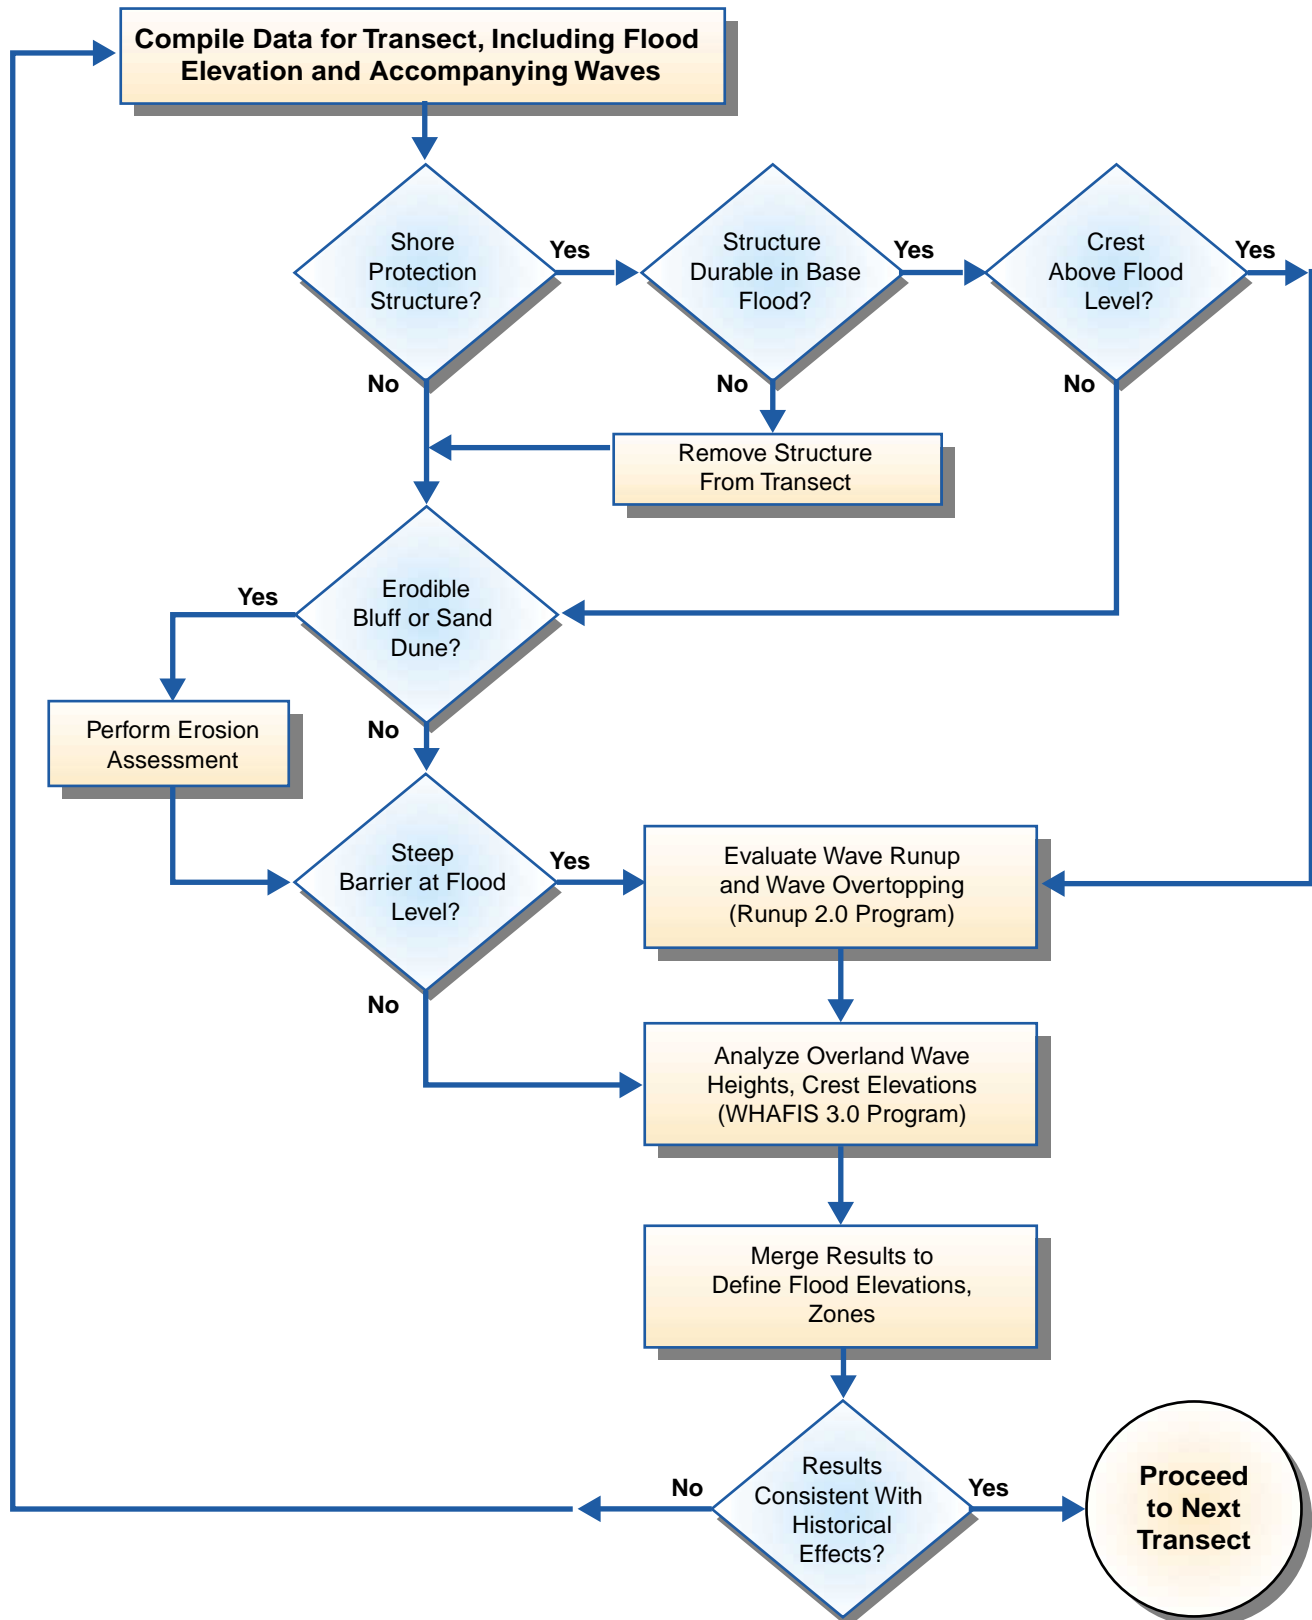 Compile Data for Transect, Including Flood
Elevation and Accompanying Waves
Shore
Protection
Structure?
Yes
Structure
Durable in Base
Flood?
Yes
Crest
Above Flood
Level?
Yes
No
No
No
Remove Structure
From Transect
Erodible
Bluff or Sand
Dune?
Yes
No
Perform Erosion
Assessment
Steep
Barrier at Flood
Level?
Yes
No
Evaluate Wave Runup
and Wave Overtopping
(Runup 2.0 Program)
Analyze Overland Wave
Heights, Crest Elevations
(WHAFIS 3.0 Program)
Merge Results to
Define Flood Elevations,
Zones
Results
Consistent With
Historical
Effects?
No
Yes
Proceed
to Next
Transect